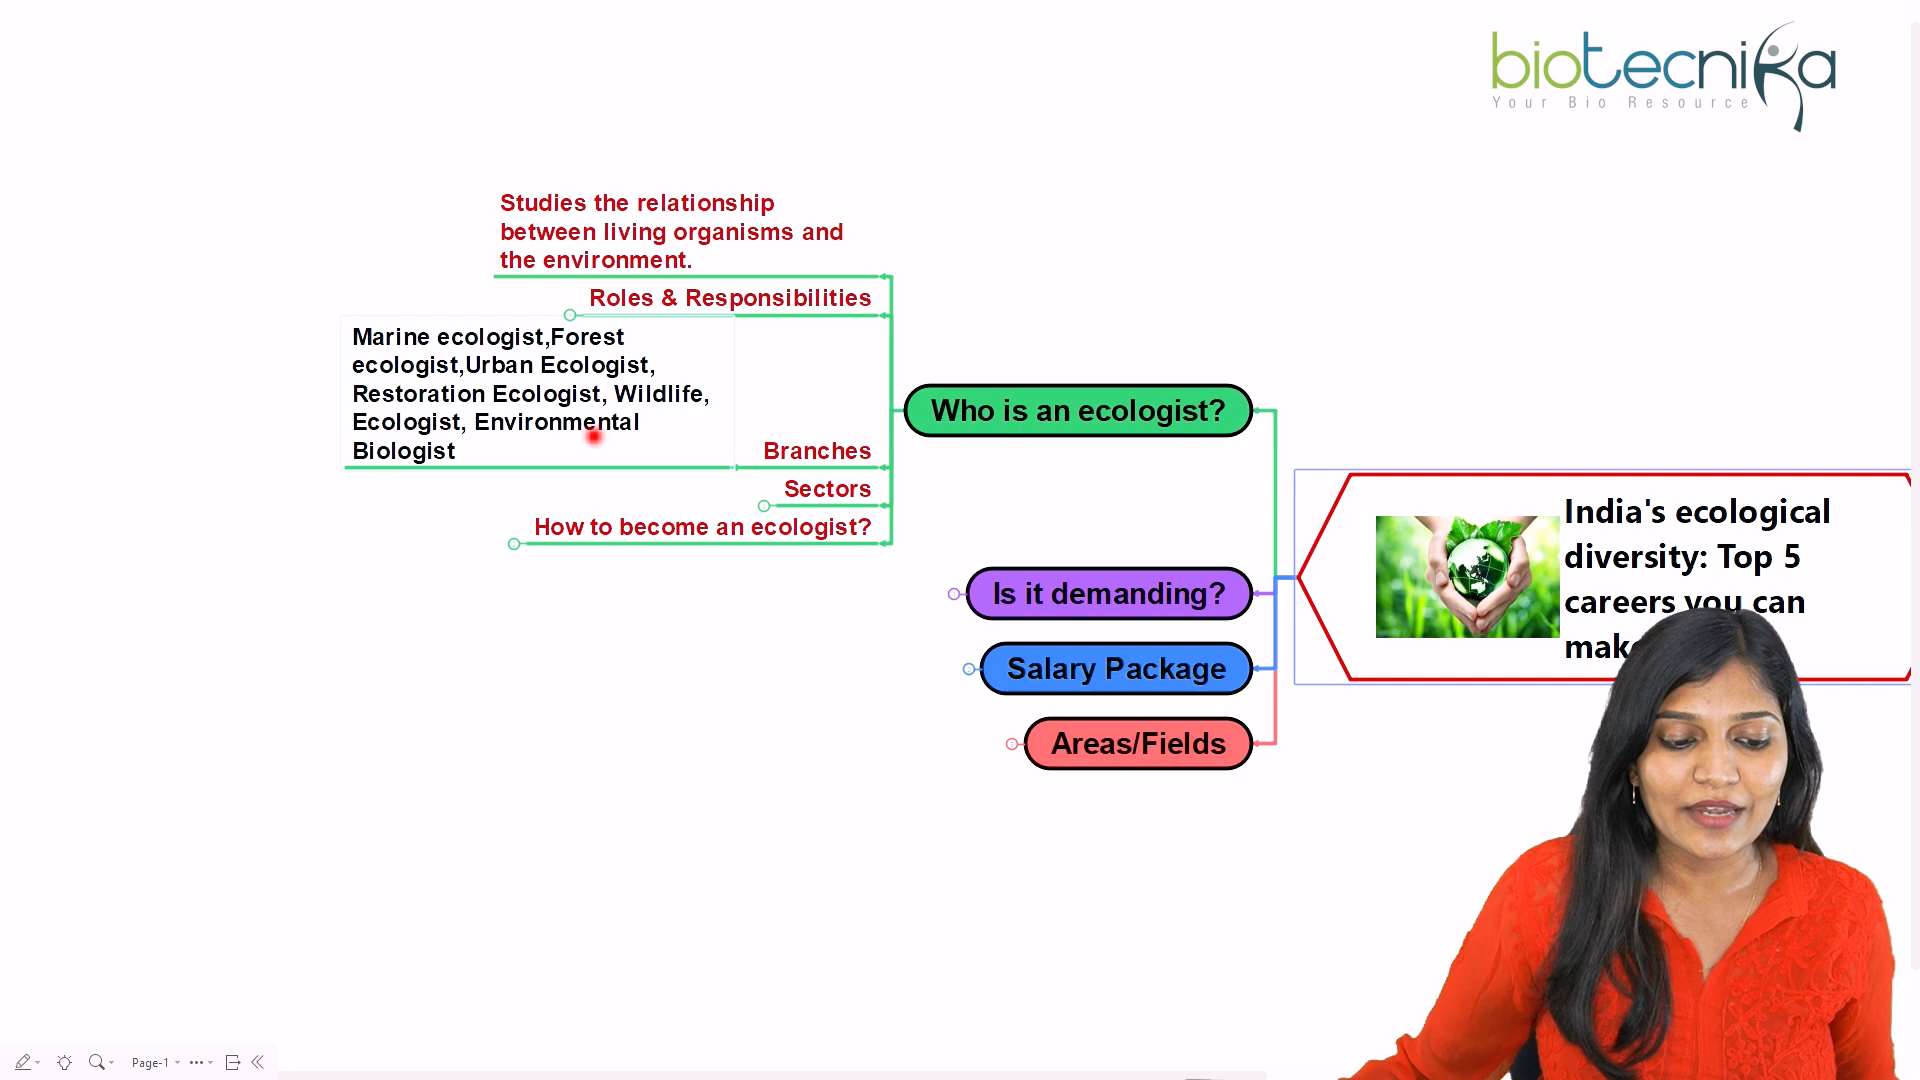 biotecnika
Your Bio Resource
Studies the relationship
between living organisms and
the environment.
Roles & Responsibilities
Marine ecologist,Forest
ecologist,Urban Ecologist,
Restoration Ecologist, Wildlife,
Ecologist, Environmental
Biologist
Branches
Sectors
How to become an ecologist?
Who is an ecologist?
Is it demanding?
Salary Package
Areas/Fields
India's ecological
diversity: Top 5
careers you can
Page-1